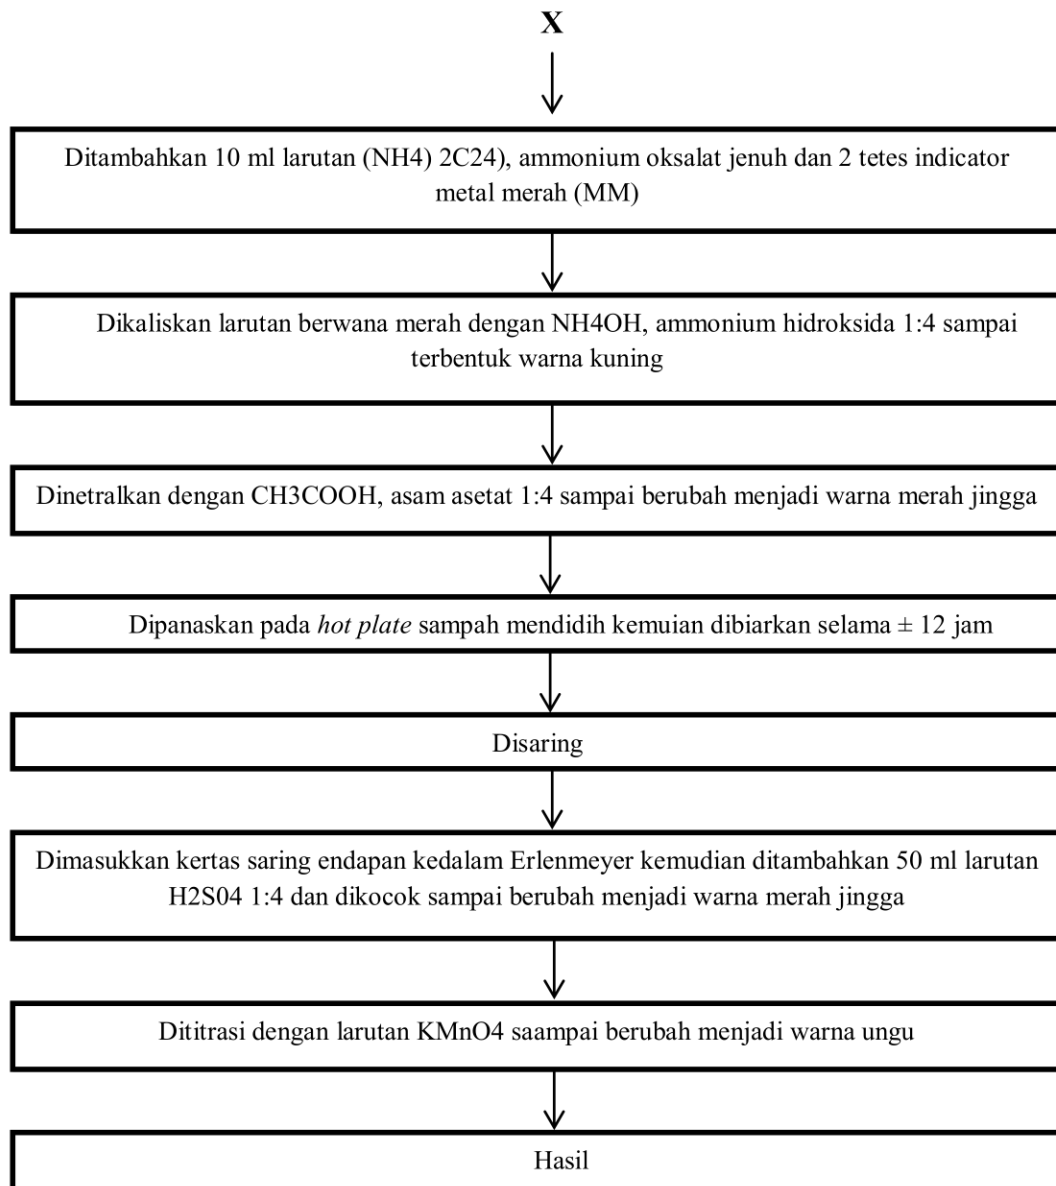 X
Ditambahkan 10 ml larutan (NH4) 2C24), ammonium oksalat jenuh dan 2 tetes indicator
metal merah (MM)
Dikaliskan larutan berwana merah dengan NH4OH, ammonium hidroksida 1:4 sampai
terbentuk warna kuning
Dinetralkan dengan CH3COOH, asam asetat 1:4 sampai berubah menjadi warna merah jingga
Dipanaskan pada hot plate sampah mendidih kemuian dibiarkan selama ± 12 jam
Disaring
Dimasukkan kertas saring endapan kedalam Erlenmeyer kemudian ditambahkan 50 ml larutan
H2S04 1:4 dan dikocok sampai berubah menjadi warna merah jingga
Dititrasi dengan larutan KMnO4 saampai berubah menjadi warna ungu
Hasil